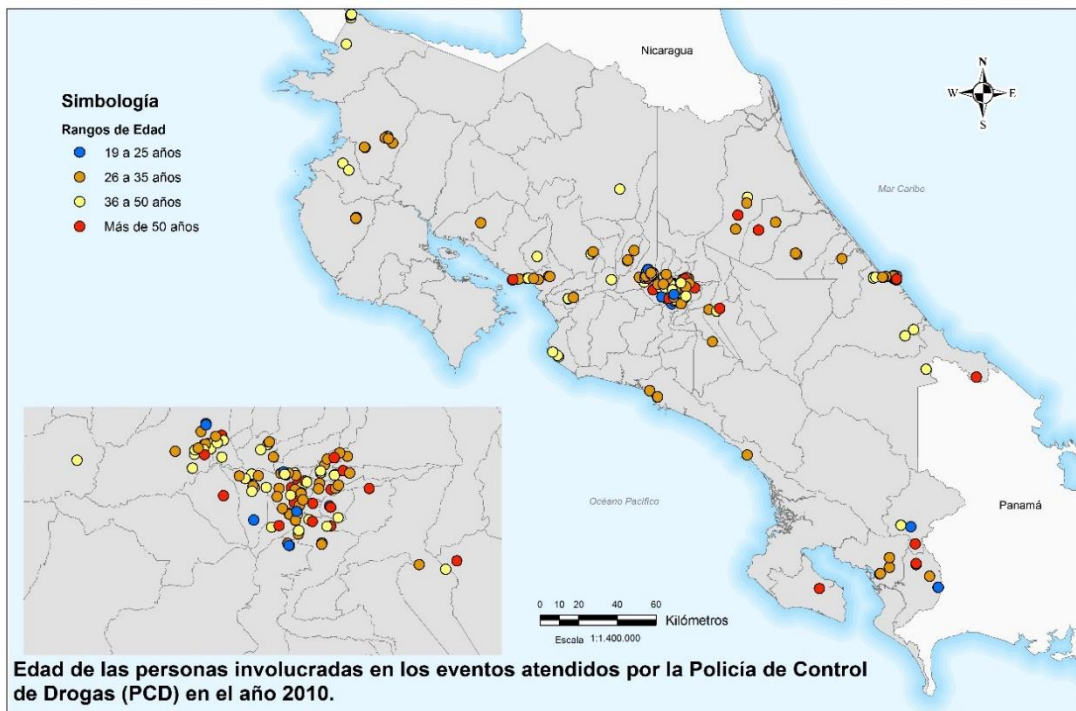 Nicaragua
N
W E
S
Simbología
Rangos de Edad
19 a 25 años
26 a 35 años
36 a 50 años
Más de 50 años
Mar Caribe
Océano Pacífico
Panamá
0 10 20 40 60
Kilómetros
Escala 1:1.400.000
Edad de las personas involucradas en los eventos atendidos por la Policía de Control
de Drogas (PCD) en el año 2010.